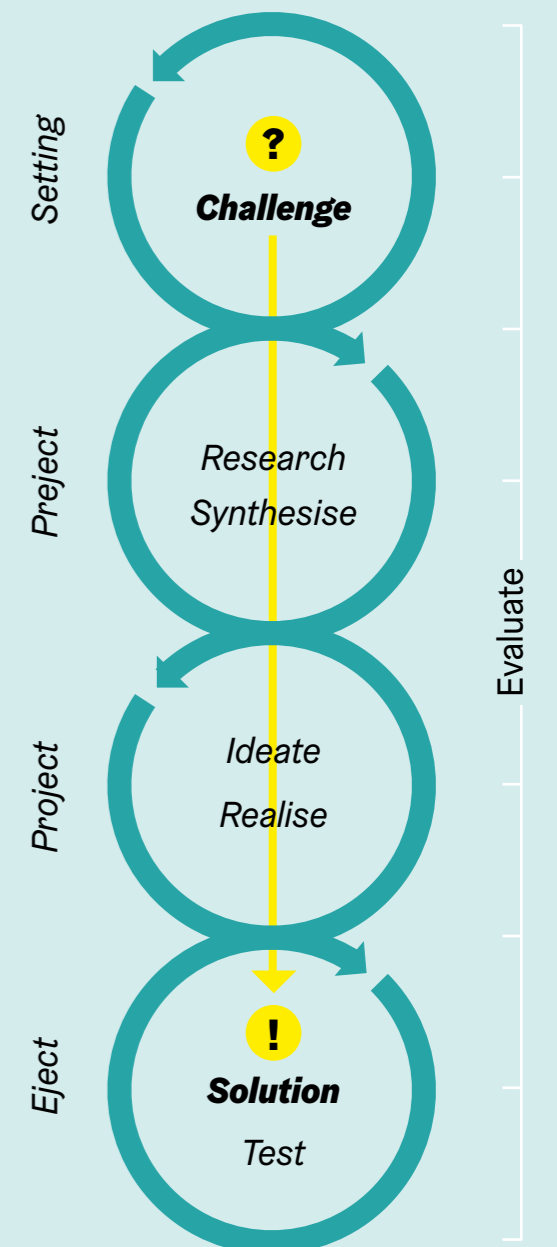 Setting
?
Challenge
Preject
Research
Synthesise
Evaluate
Project
Ideate
Realise
Eject
!
Solution
Test